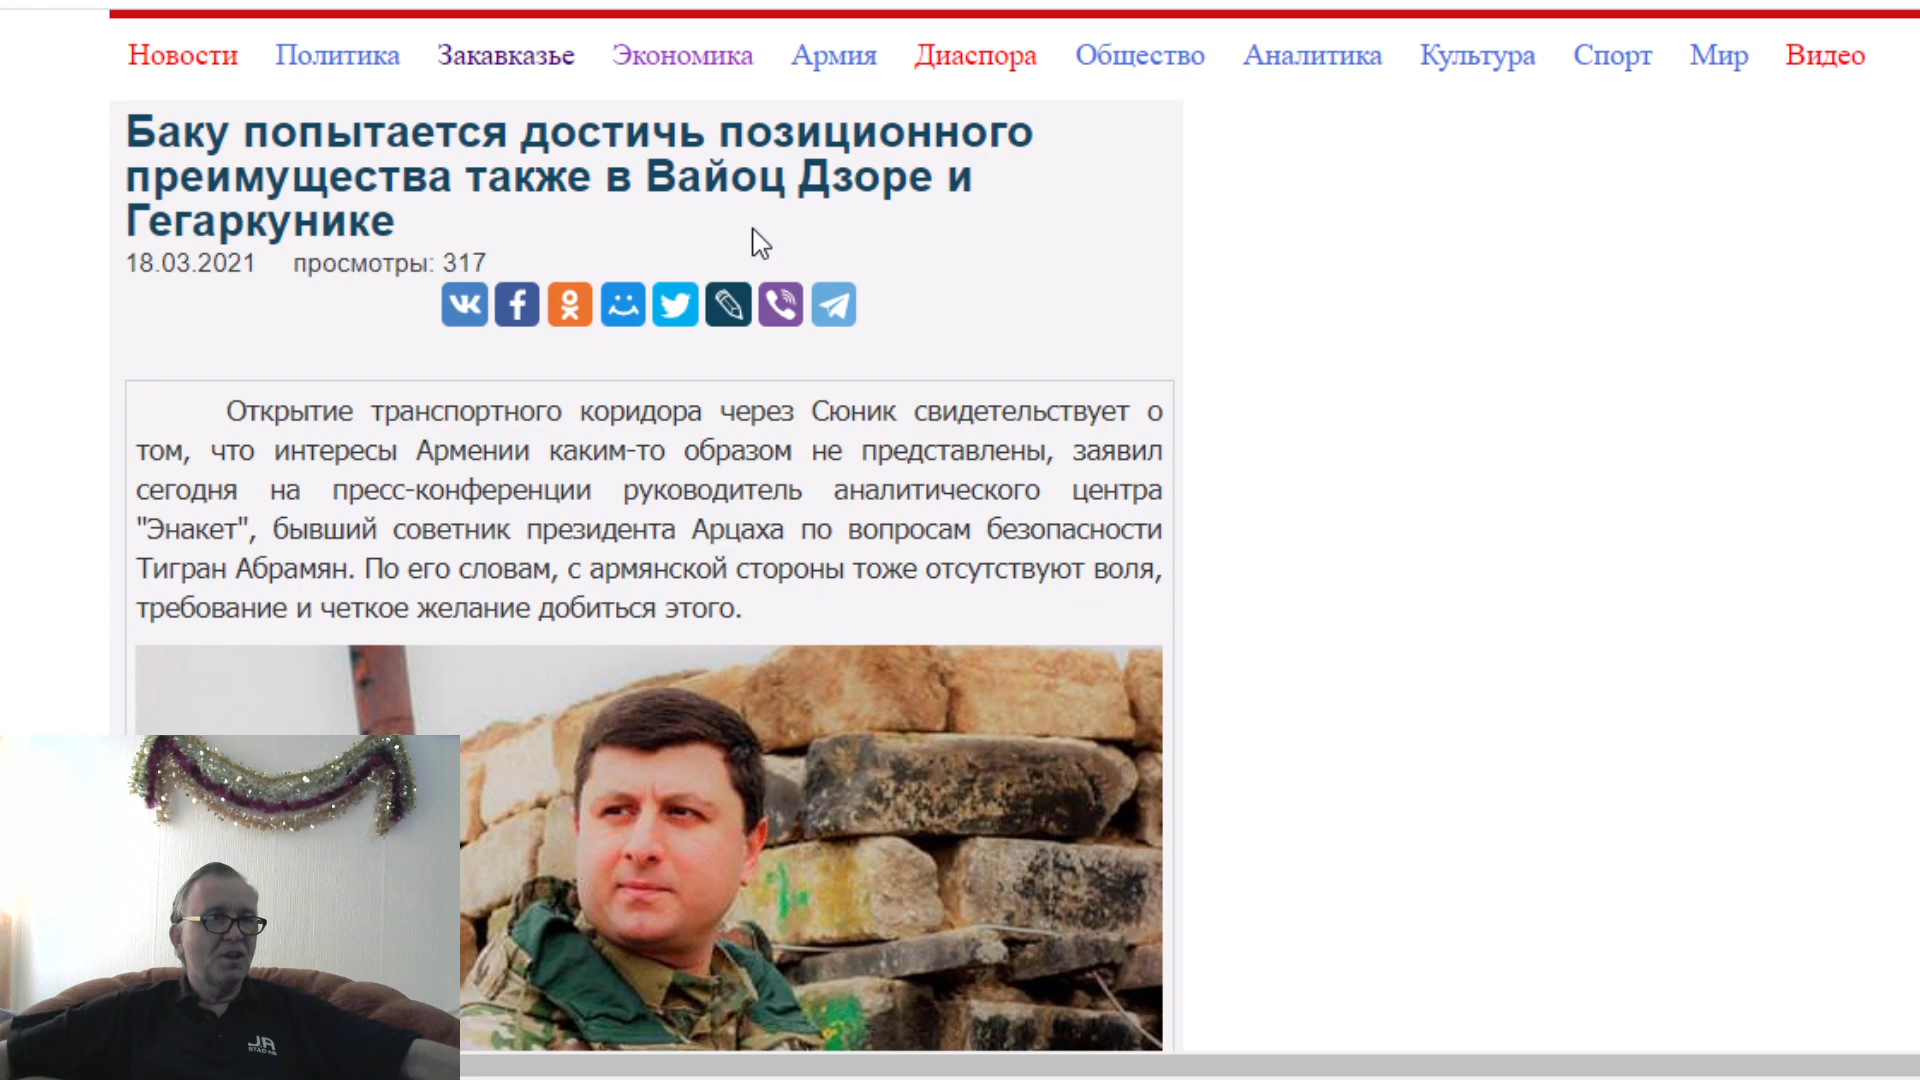 Новости Политика Закавказье Экономика Армия Диаспора Общество Аналитика Культура Спорт Мир Видео
Баку попытается достичь позиционного
преимущества также в Вайоц Дзоре и
Гегаркунике
18.03.2021 просмотры: 317
Открытие транспортного коридора через Сюник свидетельствует о
том, что интересы Армении каким-то образом не представлены, заявил
сегодня на пресс-конференции руководитель аналитического центра
"Энакет", бывший советник президента Арцаха по вопросам безопасности
Тигран Абрамян. По его словам, с армянской стороны тоже отсутствуют воля,
требование и четкое желание добиться этого.